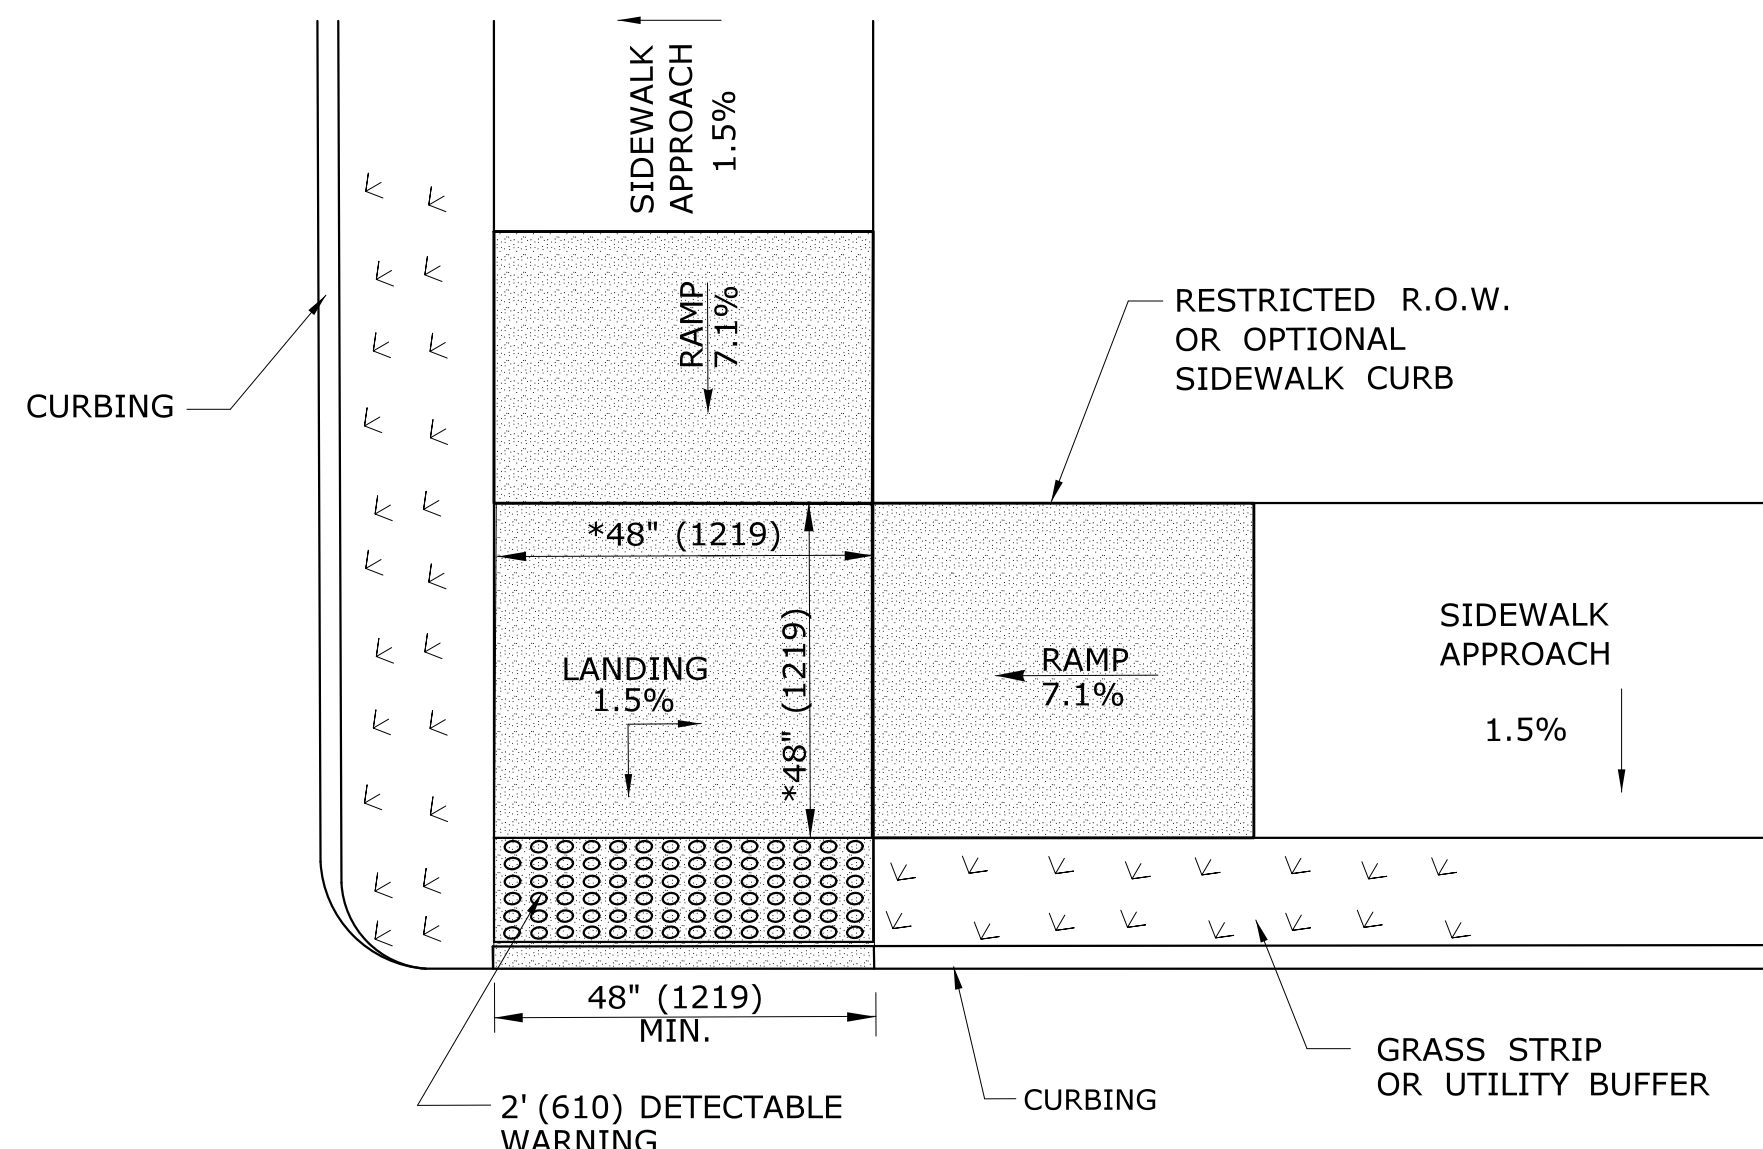 SIDEWALK
APPROACH
1.5%
RAMP
7.1%
RESTRICTED R.O.W.
OR OPTIONAL
SIDEWALK CURB
CURBING
*48" (1219)
*48" (1219)
LANDING
1.5%
RAMP
7.1%
SIDEWALK
APPROACH
1.5%
48" (1219)
MIN.
GRASS STRIP
OR UTILITY BUFFER
CURBING
2' (610) DETECTABLE
WARNING